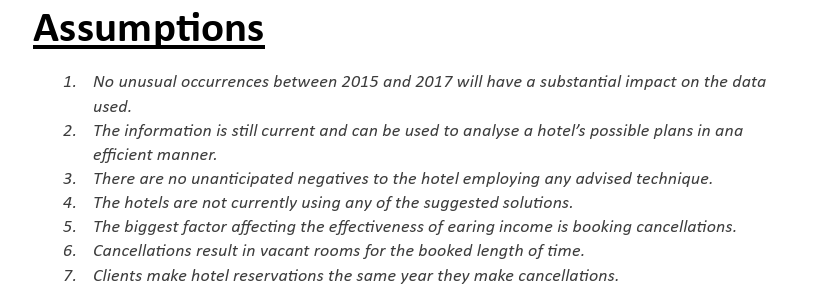 Assumptions
1. No unusual occurrences between 2015 and 2017 will have a substantial impact on the data
used.
2. The information is still current and can be used to analyse a hotel’s possible plans in ana
efficient manner.
3. There are no unanticipated negatives to the hotel employing any advised technique.
4. The hotels are not currently using any of the suggested solutions.
5. The biggest factor affecting the effectiveness of earing income is booking cancellations.
6. Cancellations result in vacant rooms for the booked length of time.
7. Clients make hotel reservations the same year they make cancellations.